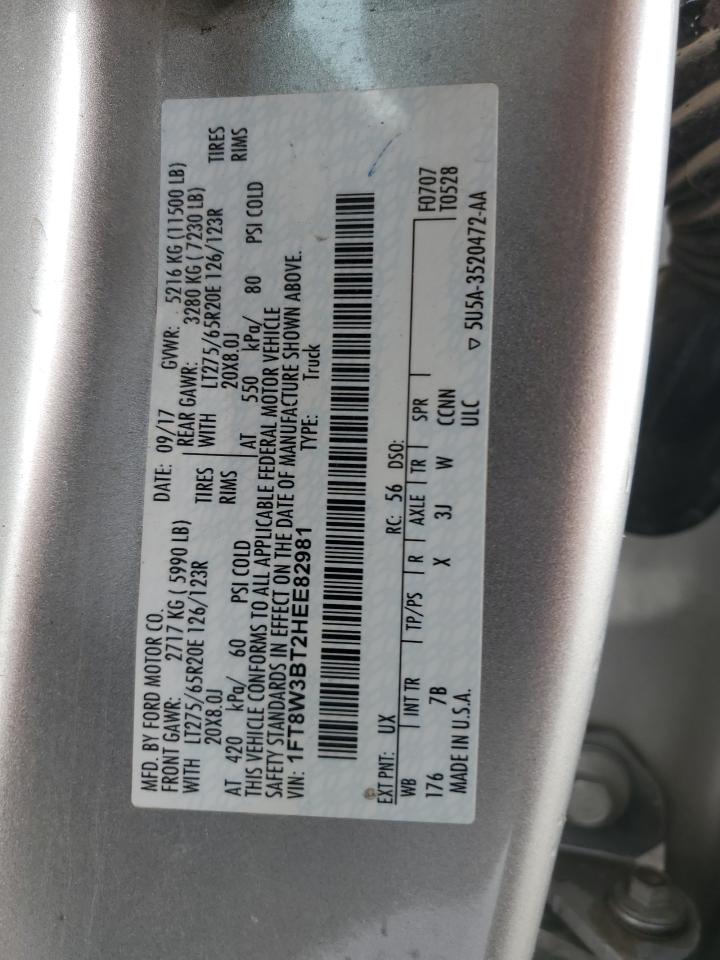 MFD. BY FORD MOTOR CO.
DATE: 09/17 GVWR: 5216 KG (11500 LB)
FRONT GAWR: 2717 KG ( 5990 LB) REAR GAWR: 3280 KG ( 7230 LB)
WITH LT275/65R20E 126/123R TIRES WITH LT275/65R20E 126/123R TIRES
20X8.0J RIMS 20X8.0J RIMS
AT 420 kPa/ 60 PSI COLD AT 550 kPa/ 80 PSI COLD
THIS VEHICLE CONFORMS TO ALL APPLICABLE FEDERAL MOTOR VEHICLE
SAFETY STANDARDS IN EFFECT ON THE DATE OF MANUFACTURE SHOWN ABOVE.
VIN: 1FT8W3BT2HEE82981 TYPE: Truck
EXT PNT: UX RC: 56 DSO: F0707
WB INT TR TP/PS R AXLE TR SPR T0528
176 7B X 3J W CCNN
MADE IN U.S.A. ULC ▽ 5U5A-3520472-AA